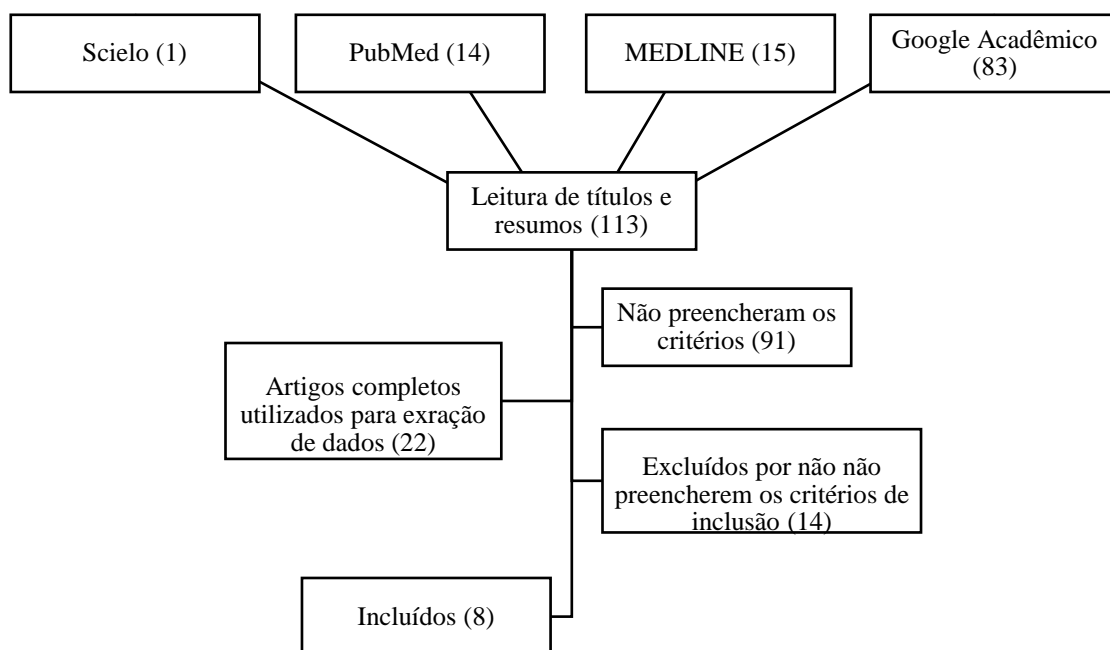 Scielo (1)
PubMed (14)
MEDLINE (15)
Google Acadêmico
(83)
Leitura de títulos e
resumos (113)
Não preencheram os
critérios (91)
Artigos completos
utilizados para exração
de dados (22)
Excluídos por não não
preencherem os critérios de
inclusão (14)
Incluídos (8)